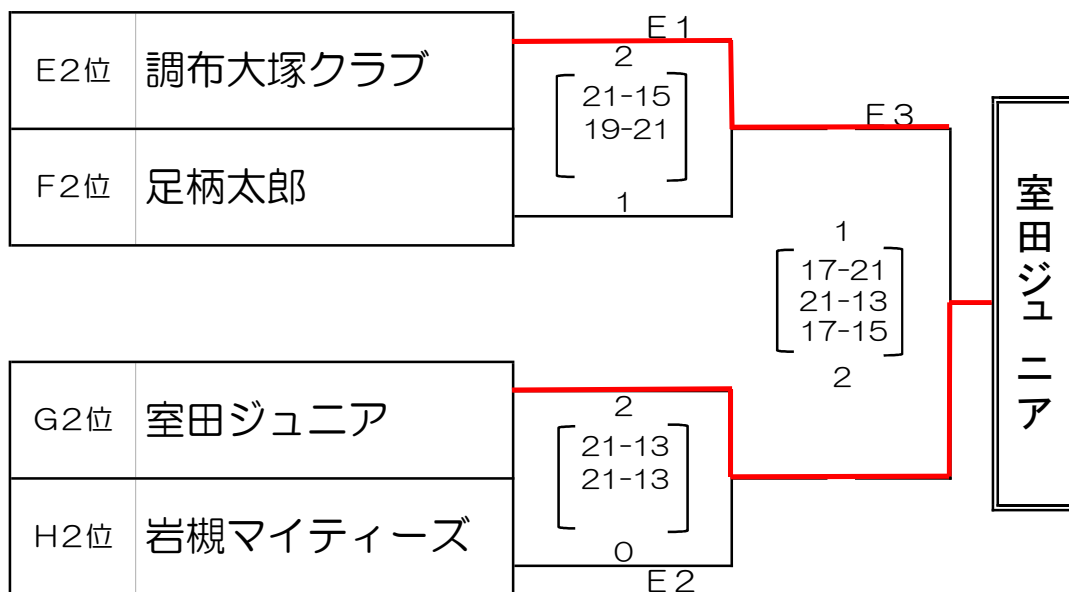 E1
E2位 調布大塚クラブ
2
21-15
19-21
F2位 足柄太郎
1
E3
1
17-21
21-13
17-15
2
室田ジュニア
G2位 室田ジュニア
2
21-13
21-13
H2位 岩槻マイティーズ
0
E2